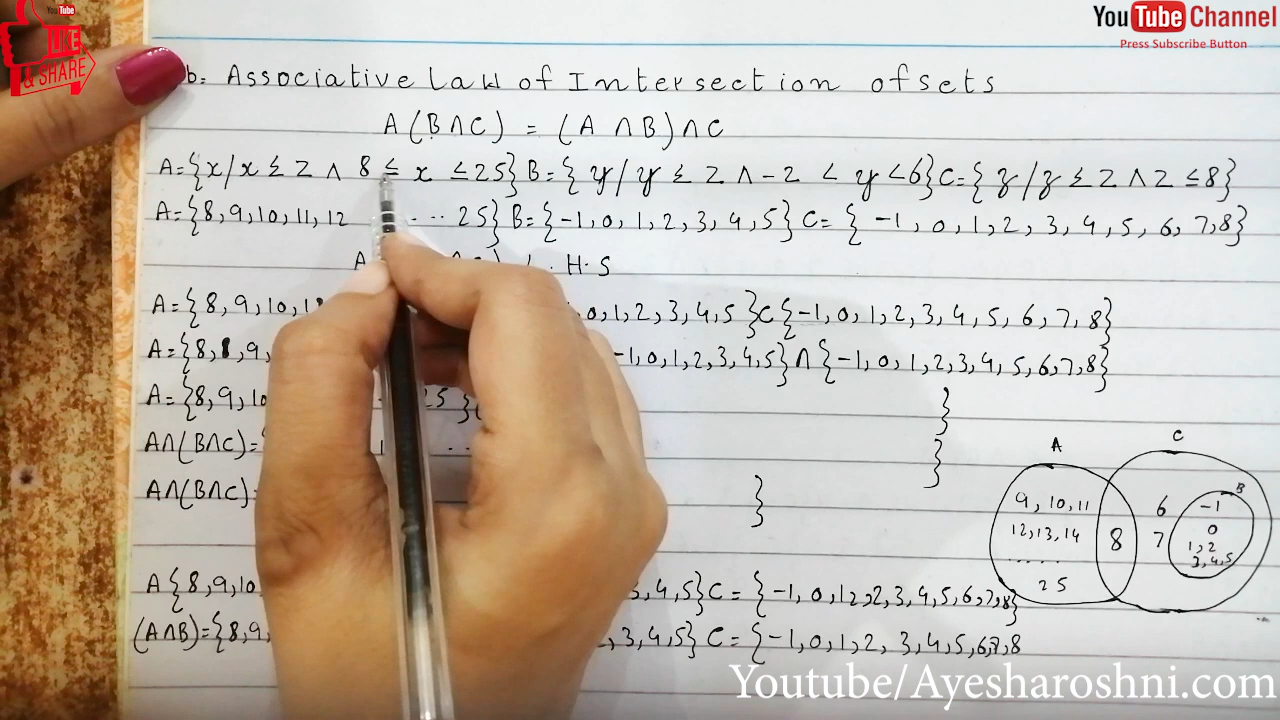 YouTube
LIKE
& SHARE
YouTube Channel
Press Subscribe Button
b. Associative Law of Intersection of sets
A(B∩C) = (A ∩B)∩C
A={x/x ≤ Z ∧ 8 ≤ x ≤25} B={ y/y ≤ Z ∧ -2 < y <6} C={ z/z ≤ Z ∧ Z ≤8}
A={8,9,10,11,12 .. 25} B={-1,0,1,2,3,4,5} C= { -1, 0,1,2,3,4,5,6,7,8}
A H.S
A={8,9,10,1 0,1,2,3,4,5 }C {-1,0,1,2,3,4,5,6,7,8}
A={8, ,9, -1,0,1,2,3,4,5} ∩ {-1,0,1,2,3,4,5,6,7,8}
A={8,9,10 25 } }
A∩(B∩C)= }
A∩(B∩C) }
A C
9, 10, 11 6 -1 B
12,13,14 8 7 0
1,2
..... 3,4,5
25
A {8,9,10 3,4,5} C = {-1,0,1,2,2,3,4,5,6,7,8}
(A∩B)={8,9, 3,4,5} C = {-1,0,1,2,3,4,5,6,7,8
Youtube/Ayesharoshni.com